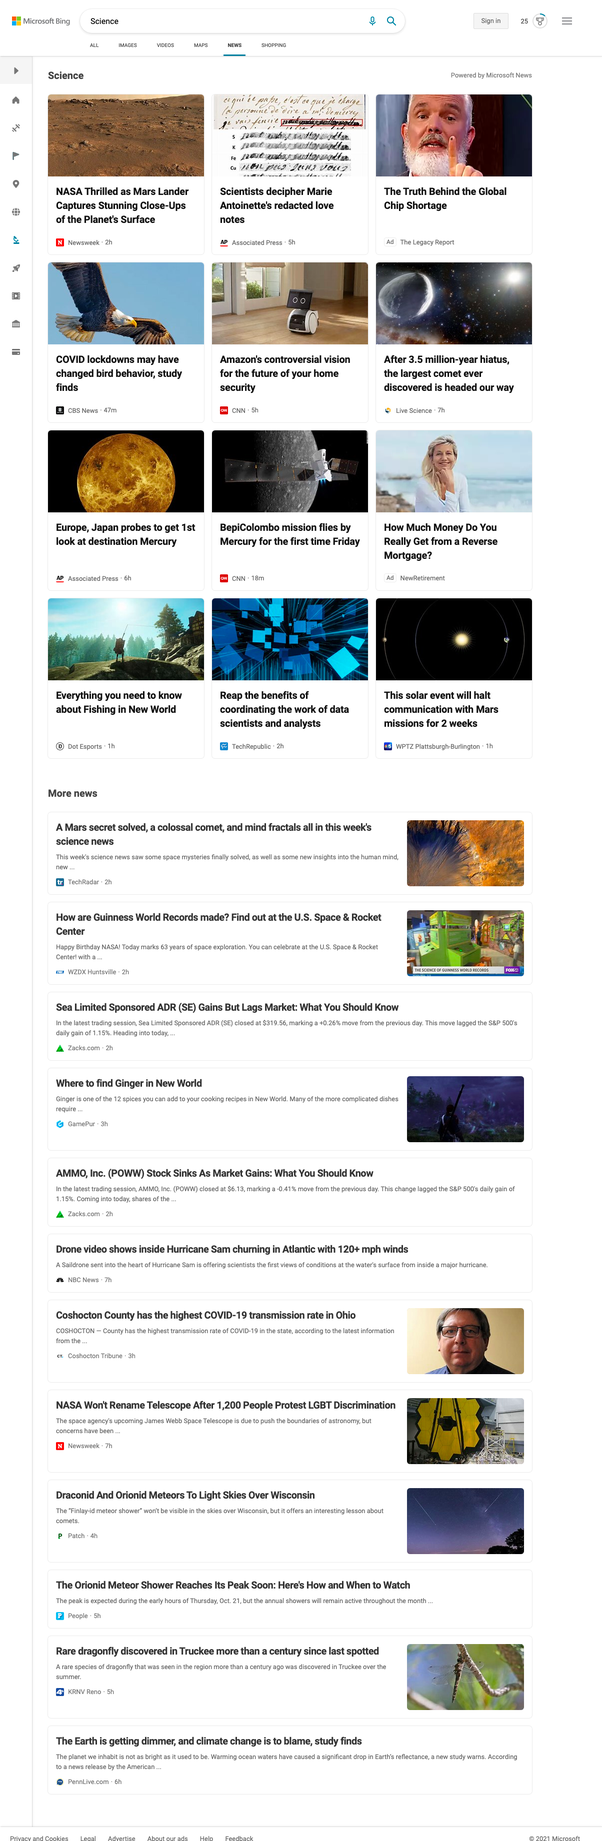 Microsoft Bing
Science
Sign in
25
ALL
IMAGES
VIDEOS
MAPS
NEWS
SHOPPING
Science
Powered by Microsoft News
NASA Thrilled as Mars Lander
Captures Stunning Close-Ups
of the Planet's Surface
Newsweek · 2h
Scientists decipher Marie
Antoinette's redacted love
notes
Associated Press · 5h
The Truth Behind the Global
Chip Shortage
Ad The Legacy Report
COVID lockdowns may have
changed bird behavior, study
finds
CBS News · 47m
Amazon's controversial vision
for the future of your home
security
CNN · 5h
After 3.5 million-year hiatus,
the largest comet ever
discovered is headed our way
Live Science · 7h
Europe, Japan probes to get 1st
look at destination Mercury
Associated Press · 6h
BepiColombo mission flies by
Mercury for the first time Friday
CNN · 18m
How Much Money Do You
Really Get from a Reverse
Mortgage?
Ad NewRetirement
Everything you need to know
about Fishing in New World
Dot Esports · 1h
Reap the benefits of
coordinating the work of data
scientists and analysts
TechRepublic · 2h
This solar event will halt
communication with Mars
missions for 2 weeks
WPTZ Plattsburgh-Burlington · 1h
More news
A Mars secret solved, a colossal comet, and mind fractals all in this week's
science news
This week's science news saw some space mysteries finally solved, as well as some new insights into the human mind,
new ...
TechRadar · 2h
How are Guinness World Records made? Find out at the U.S. Space & Rocket
Center
Happy Birthday NASA! Today marks 63 years of space exploration. You can celebrate at the U.S. Space & Rocket
Center! with a ...
WZDX Huntsville · 2h
THE SCIENCE OF GUINNESS WORLD RECORDS
Sea Limited Sponsored ADR (SE) Gains But Lags Market: What You Should Know
In the latest trading session, Sea Limited Sponsored ADR (SE) closed at $319.56, marking a +0.26% move from the previous day. This move lagged the S&P 500's
daily gain of 1.15%. Heading into today, ...
Zacks.com · 2h
Where to find Ginger in New World
Ginger is one of the 12 spices you can add to your cooking recipes in New World. Many of the more complicated dishes
require ...
GamePur · 3h
AMMO, Inc. (POWW) Stock Sinks As Market Gains: What You Should Know
In the latest trading session, AMMO, Inc. (POWW) closed at $6.13, marking a -0.41% move from the previous day. This change lagged the S&P 500's daily gain of
1.15%. Coming into today, shares of the ...
Zacks.com · 2h
Drone video shows inside Hurricane Sam churning in Atlantic with 120+ mph winds
A Saildrone sent into the heart of Hurricane Sam is offering scientists the first views of conditions at the water's surface from inside a major hurricane.
NBC News · 7h
Coshocton County has the highest COVID-19 transmission rate in Ohio
COSHOCTON — County has the highest transmission rate of COVID-19 in the state, according to the latest information
from the ...
Coshocton Tribune · 3h
NASA Won't Rename Telescope After 1,200 People Protest LGBT Discrimination
The space agency's upcoming James Webb Space Telescope is due to push the boundaries of astronomy, but
concerns have been ...
Newsweek · 7h
Draconid And Orionid Meteors To Light Skies Over Wisconsin
The "Finlay-id meteor shower" won't be visible in the skies over Wisconsin, but it offers an interesting lesson about
comets.
Patch · 4h
The Orionid Meteor Shower Reaches Its Peak Soon: Here's How and When to Watch
The peak is expected during the early hours of Thursday, Oct. 21, but the annual showers will remain active throughout the month ...
People · 5h
Rare dragonfly discovered in Truckee more than a century since last spotted
A rare species of dragonfly that was seen in the region more than a century ago was discovered in Truckee over the
summer.
KRNV Reno · 5h
The Earth is getting dimmer, and climate change is to blame, study finds
The planet we inhabit is not as bright as it used to be. Warming ocean waters have caused a significant drop in Earth's reflectance, a new study warns. According
to a news release by the American ...
PennLive.com · 6h
Privacy and Cookies
Legal
Advertise
About our ads
Help
Feedback
© 2021 Microsoft